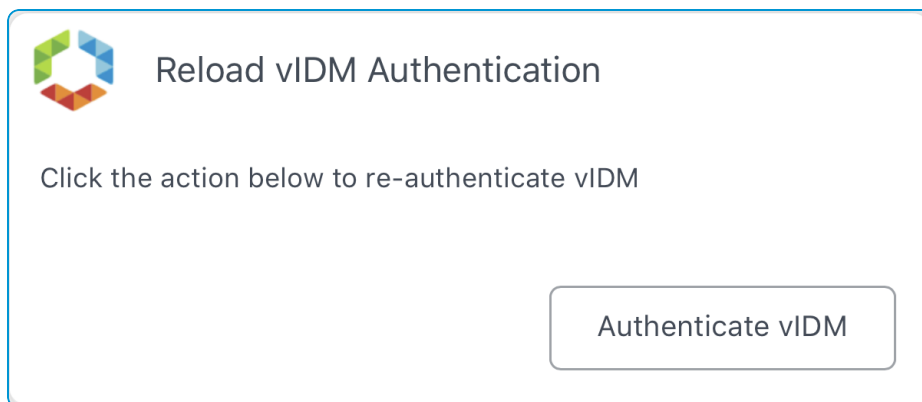 Reload vIDM Authentication
Click the action below to re-authenticate vIDM
Authenticate vIDM